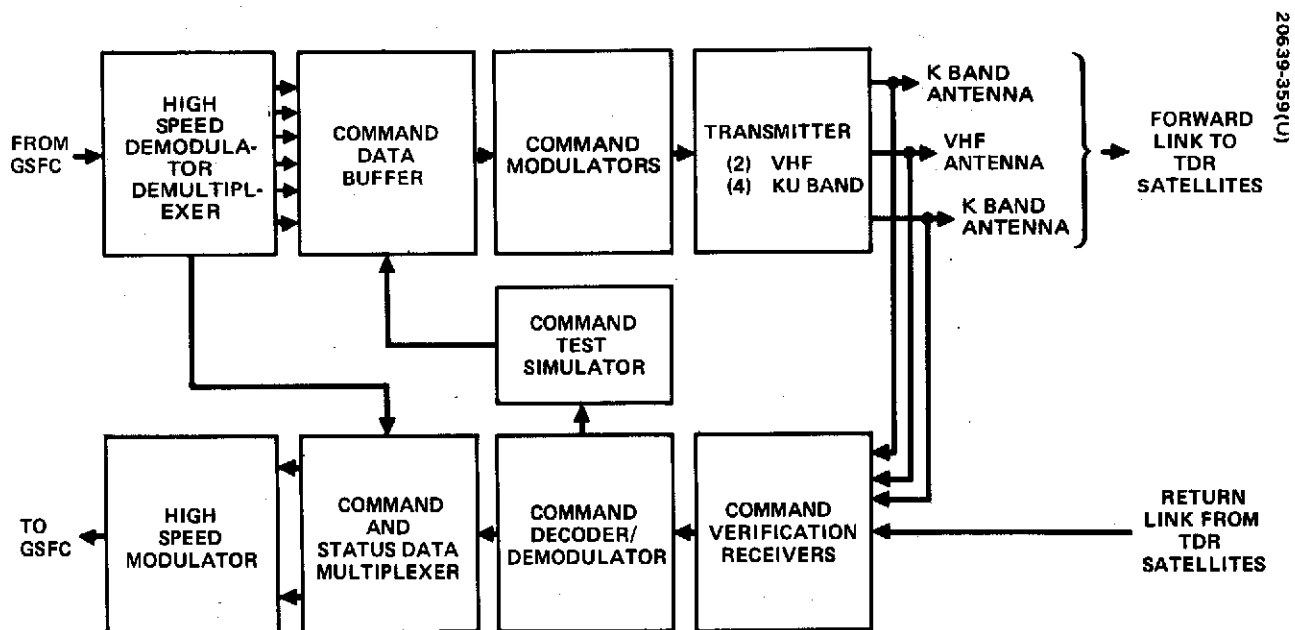 20639-359(U)
FROM
GSFC
HIGH
SPEED
DEMODULA-
TOR
DEMULTIPL-
EXER
COMMAND
DATA
BUFFER
COMMAND
MODULATORS
TRANSMITTER
(2) VHF
(4) KU BAND
K BAND
ANTENNA
VHF
ANTENNA
K BAND
ANTENNA
FORWARD
LINK TO
TDR
SATELLITES
COMMAND
TEST
SIMULATOR
TO
GSFC
HIGH
SPEED
MODULATOR
COMMAND
AND
STATUS DATA
MULTIPLEXER
COMMAND
DECODER/
DEMODULATOR
COMMAND
VERIFICATION
RECEIVERS
RETURN
LINK FROM
TDR
SATELLITES